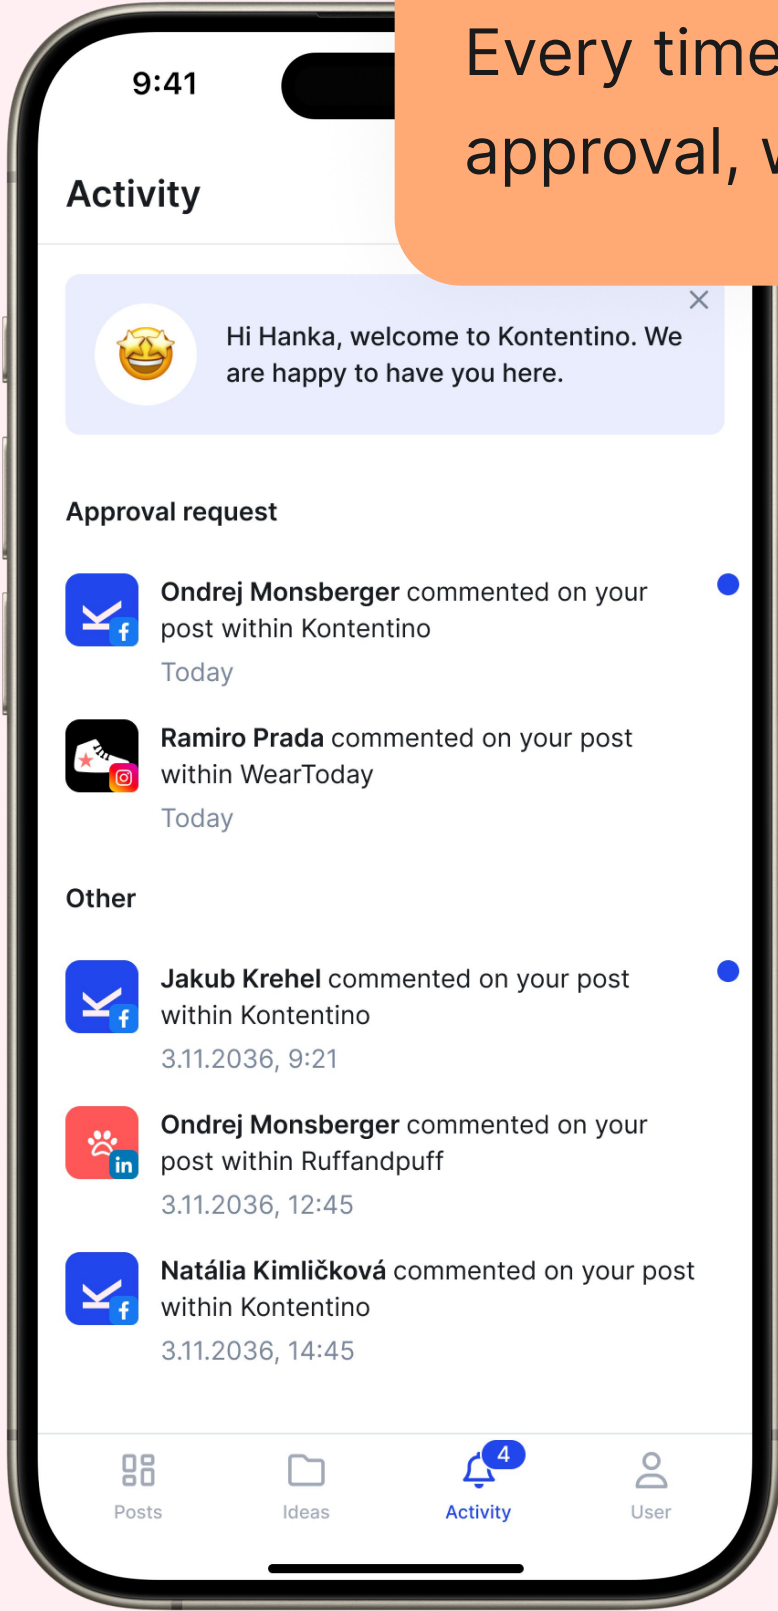 Every time
approval,
9:41
Activity
Hi Hanka, welcome to Kontentino. We
are happy to have you here.
Approval request
Ondrej Monsberger commented on your
post within Kontentino
Today
Ramiro Prada commented on your post
within WearToday
Today
Other
Jakub Krehel commented on your post
within Kontentino
3.11.2036, 9:21
Ondrej Monsberger commented on your
post within Ruffandpuff
in
3.11.2036, 12:45
Natália Kimličková commented on your post
within Kontentino
3.11.2036, 14:45
4
Posts
Ideas
Activity
User